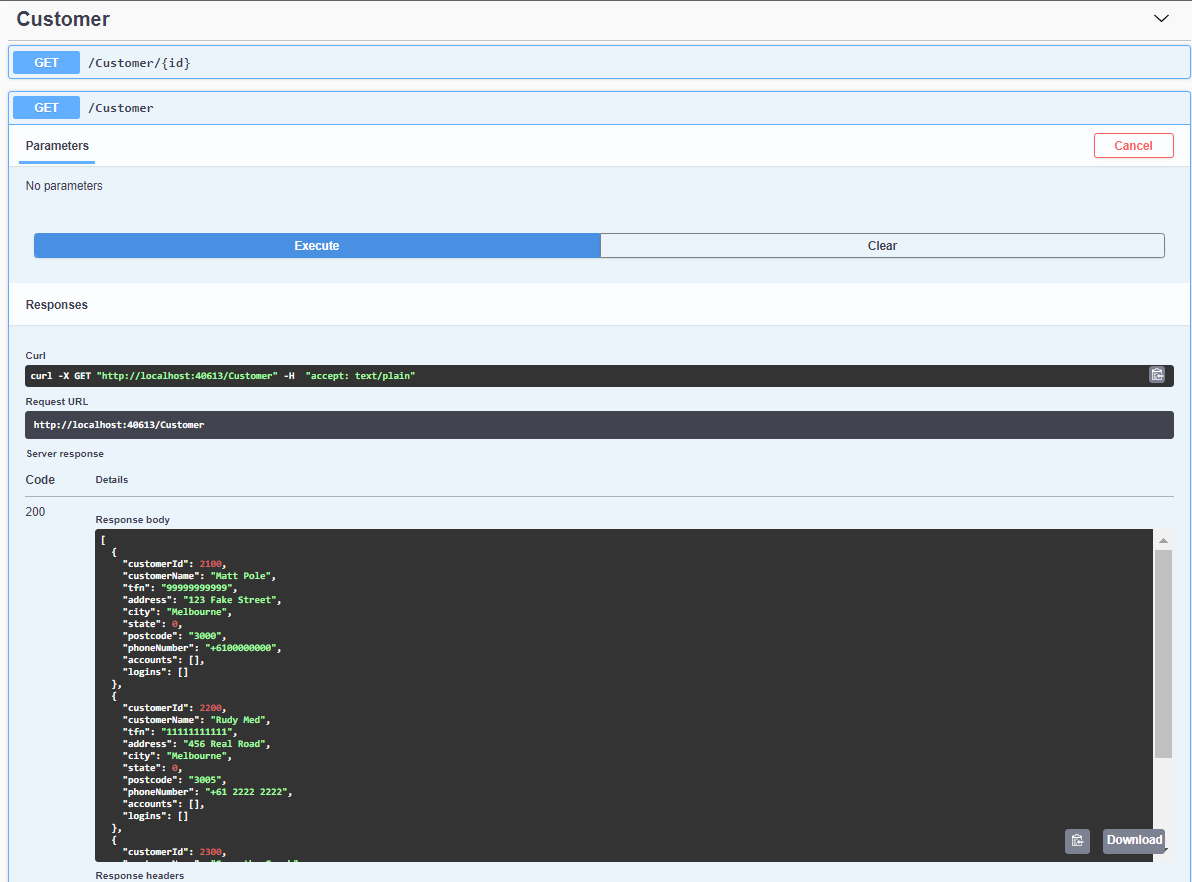 Customer
GET /Customer/{id}
GET /Customer
Parameters
Cancel
No parameters
Execute
Clear
Responses
Curl
curl -X GET "http://localhost:40613/Customer" -H  "accept: text/plain"
Request URL
http://localhost:40613/Customer
Server response
Code
Details
200
Response body
[
  {
    "customerId": 2100,
    "customerName": "Matt Pole",
    "tfn": "99999999999",
    "address": "123 Fake Street",
    "city": "Melbourne",
    "state": 0,
    "postcode": "3000",
    "phoneNumber": "+6100000000",
    "accounts": [],
    "logins": []
  },
  {
    "customerId": 2200,
    "customerName": "Rudy Med",
    "tfn": "11111111111",
    "address": "456 Real Road",
    "city": "Melbourne",
    "state": 0,
    "postcode": "3005",
    "phoneNumber": "+61 2222 2222",
    "accounts": [],
    "logins": []
  },
  {
    "customerId": 2300,
Download
Response headers